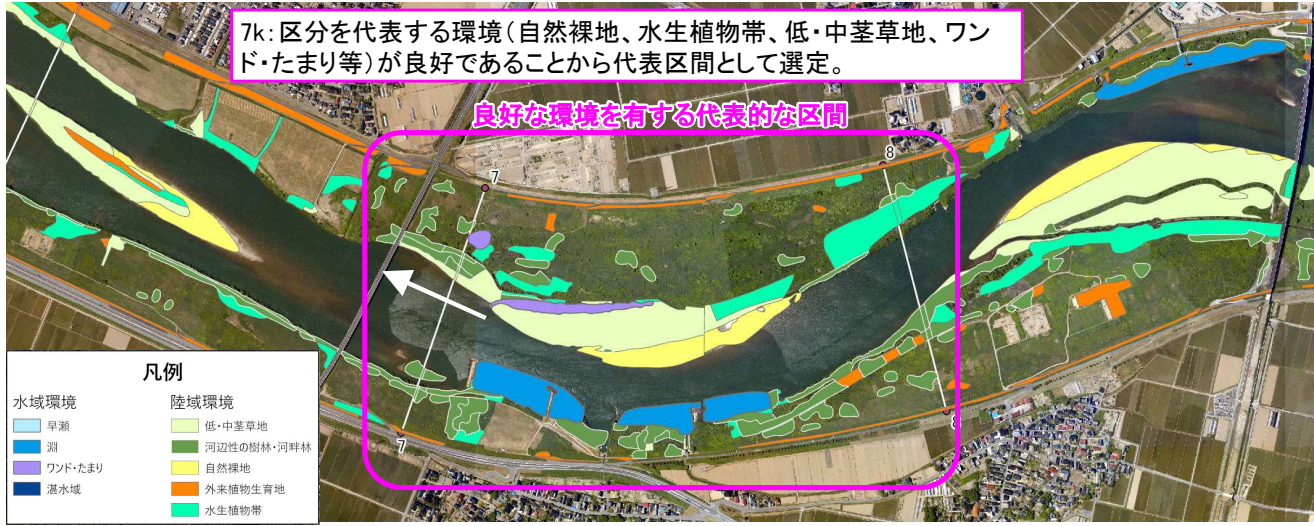 7k:区分を代表する環境(自然裸地、水生植物帯、低・中茎草地、ワン
ド・たまり等)が良好であることから代表区間として選定。
良好な環境を有する代表的な区間
7
8
7
8
凡例
水域環境
早瀬
淵
ワンド・たまり
湛水域
陸域環境
低・中茎草地
河辺性の樹林・河畔林
自然裸地
外来植物生育地
水生植物帯